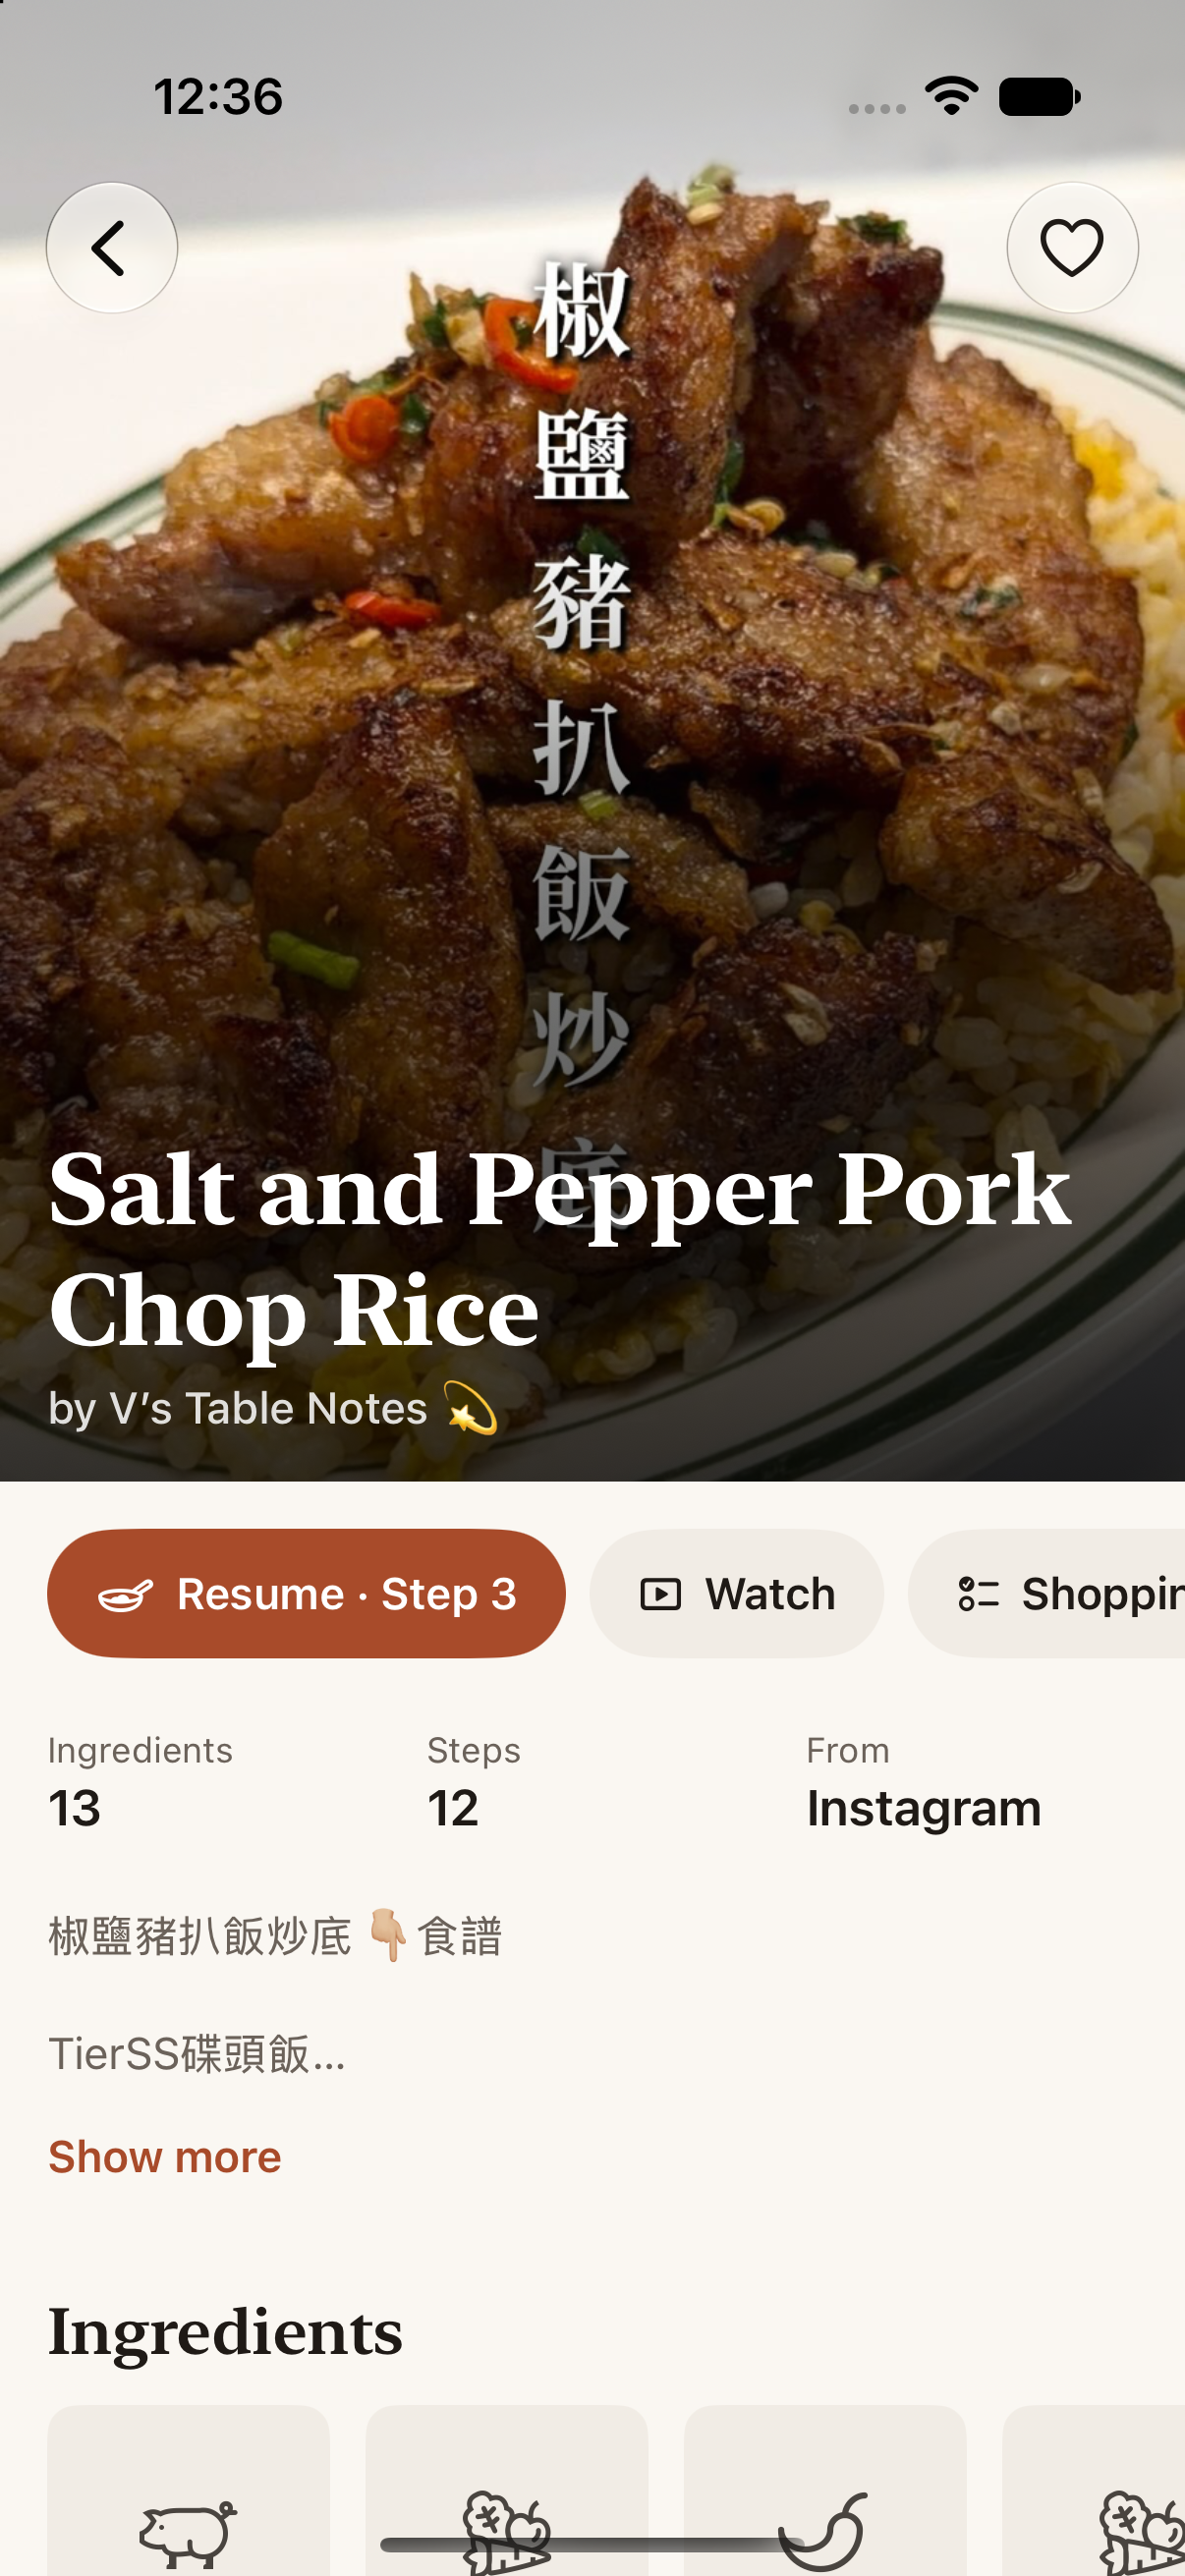 12:36
椒鹽豬扒飯炒底
Salt and Pepper Pork
Chop Rice
by V's Table Notes 💫
Resume · Step 3
Watch
Shoppin
Ingredients
13
Steps
12
From
Instagram
椒鹽豬扒飯炒底 👇🏼食譜
TierSS碟頭飯...
Show more
Ingredients